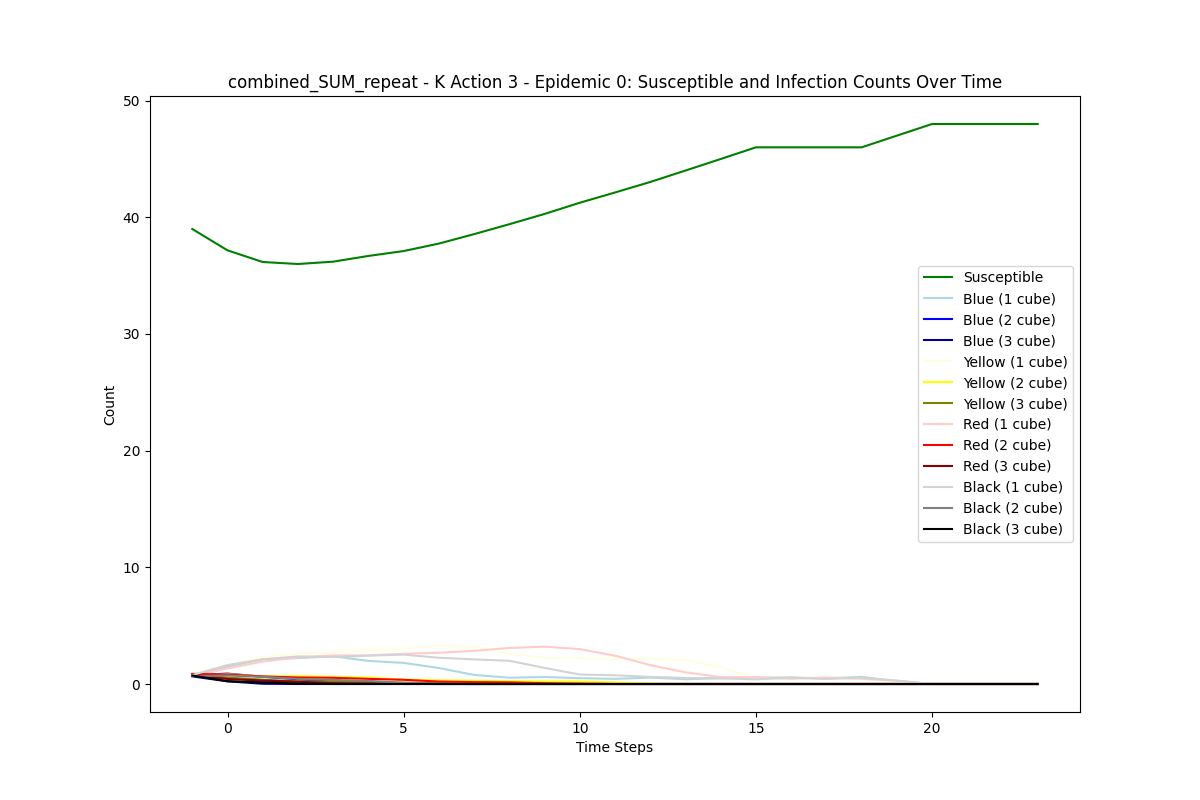 combined_SUM_repeat - K Action 3 - Epidemic 0: Susceptible and Infection Counts Over Time
50
40
30
20
10
0
Count
Susceptible
Blue (1 cube)
Blue (2 cube)
Blue (3 cube)
Yellow (1 cube)
Yellow (2 cube)
Yellow (3 cube)
Red (1 cube)
Red (2 cube)
Red (3 cube)
Black (1 cube)
Black (2 cube)
Black (3 cube)
0 5 10 15 20
Time Steps